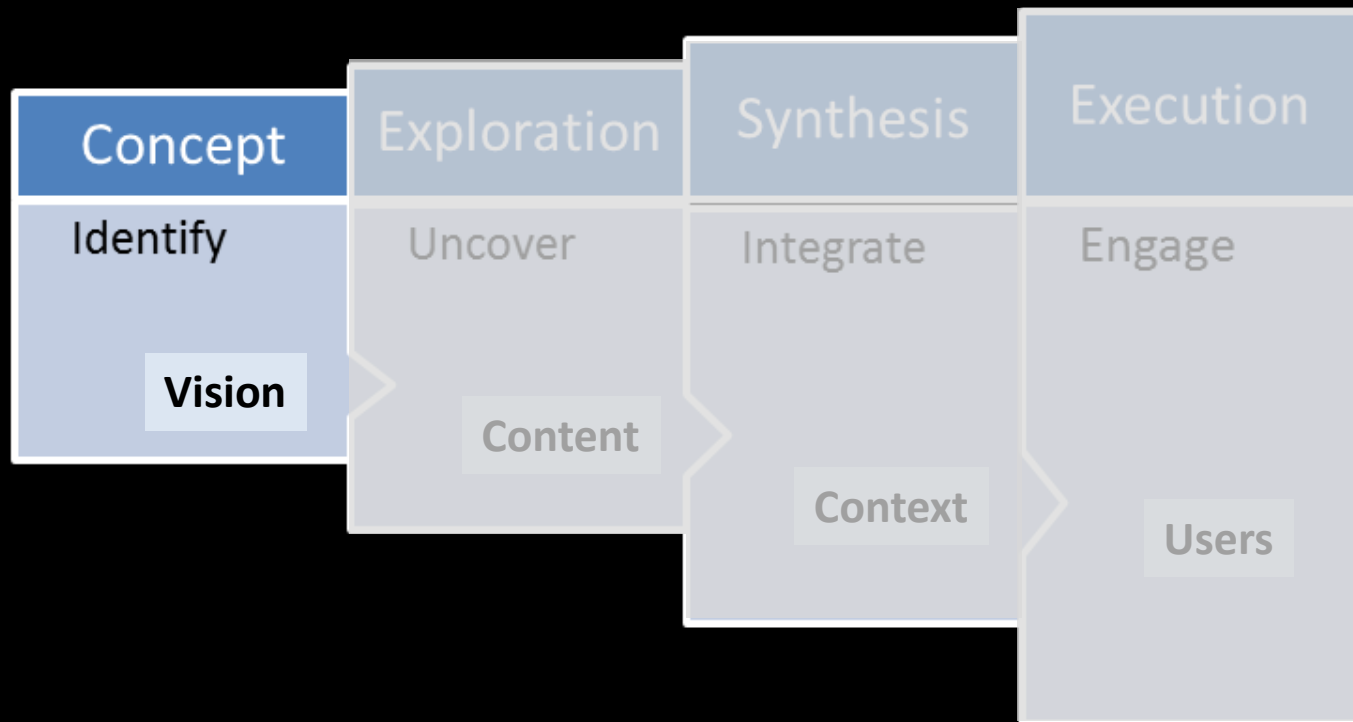 Concept
Identify
Vision
Exploration
Uncover
Content
Synthesis
Integrate
Context
Execution
Engage
Users